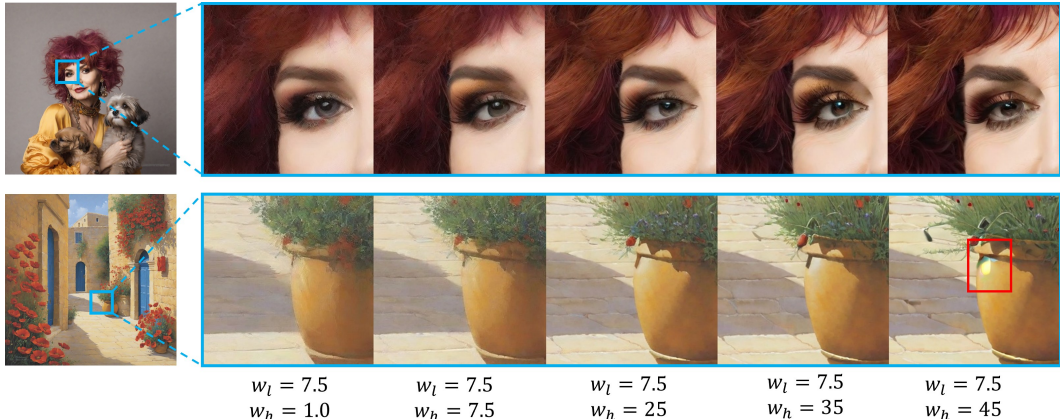 w_l = 7.5 w_l = 7.5 w_l = 7.5 w_l = 7.5 w_l = 7.5
w_h = 1.0 w_h = 7.5 w_h = 25 w_h = 35 w_h = 45